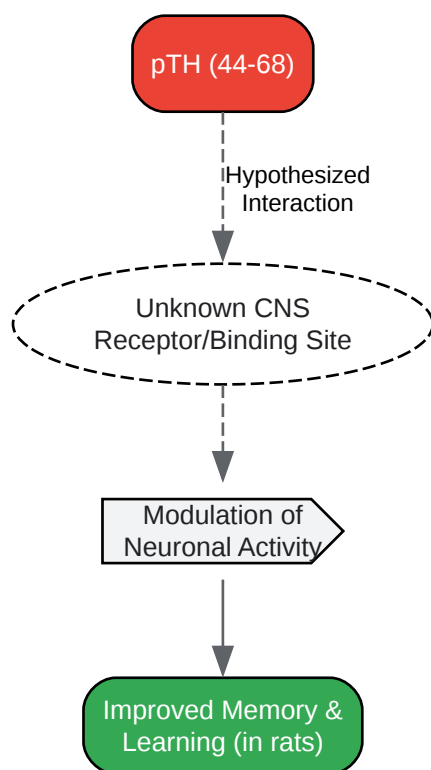 pTH (44-68)
Hypothesized
Interaction
Unknown CNS
Receptor/Binding Site
Modulation of
Neuronal Activity
Improved Memory &
Learning (in rats)